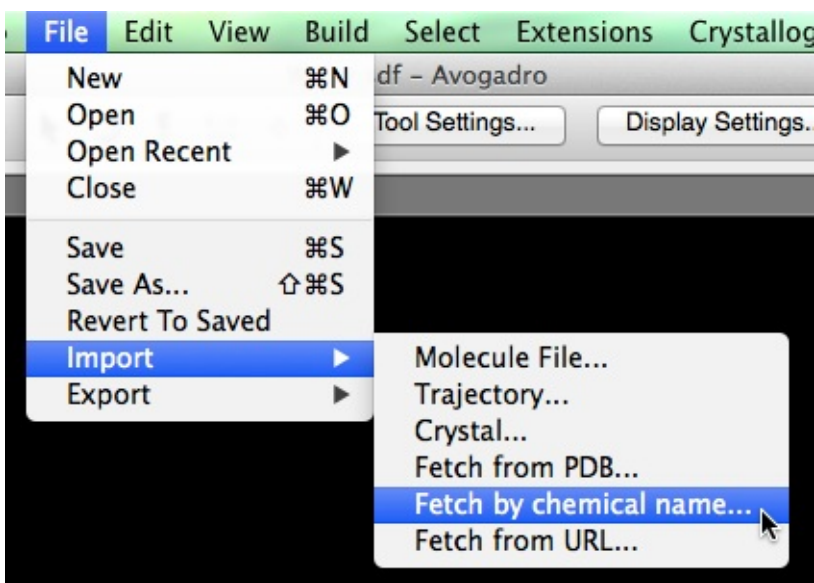 File Edit View Build Select Extensions Crystallog
df – Avogadro
Tool Settings... Display Settings..
New ⌘N
Open ⌘O
Open Recent ▶
Close ⌘W
Save ⌘S
Save As... ⇧⌘S
Revert To Saved
Import ▶
Export ▶
Molecule File...
Trajectory...
Crystal...
Fetch from PDB...
Fetch by chemical name...
Fetch from URL...